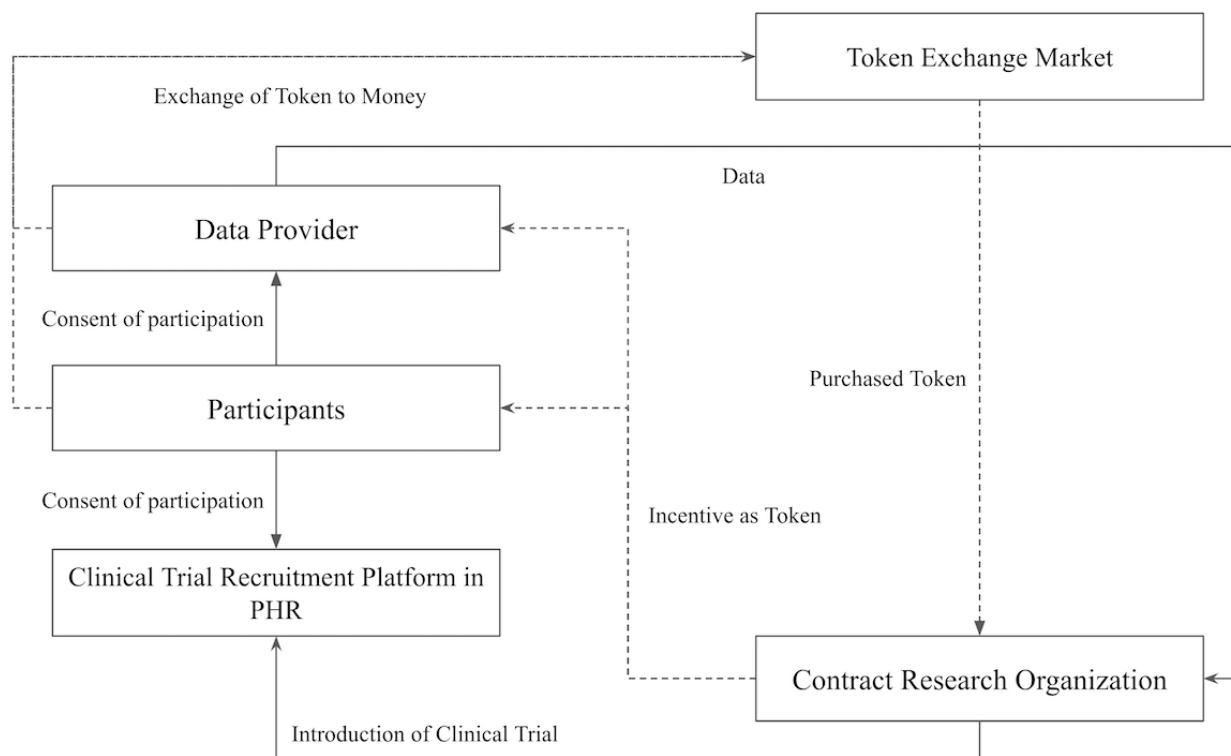 Token Exchange Market
Exchange of Token to Money
Data
Data Provider
Consent of participation
Purchased Token
Participants
Consent of participation
Incentive as Token
Clinical Trial Recruitment Platform in
PHR
Contract Research Organization
Introduction of Clinical Trial